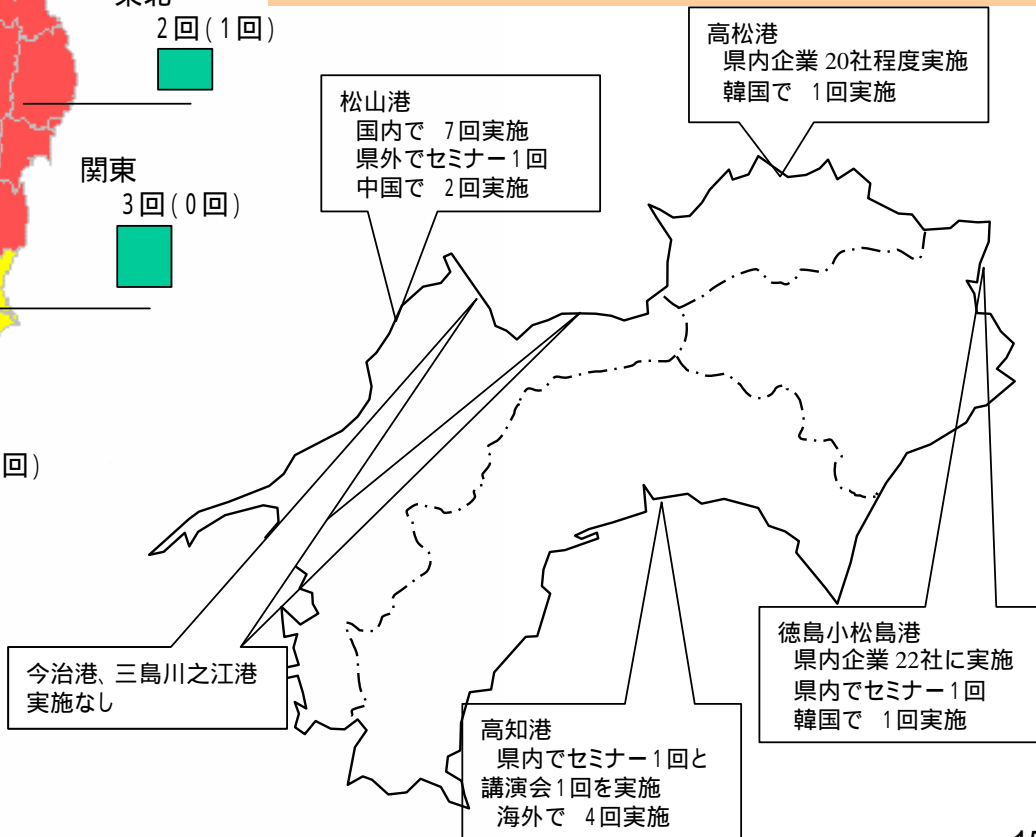 東北
2回(1回)
関東
3回(0回)
回)
松山港
国内で 7回実施
県外でセミナー1回
中国で 2回実施
高松港
県内企業 20社程度実施
韓国で 1回実施
今治港、三島川之江港
実施なし
高知港
県内でセミナー1回と
講演会1回を実施
海外で 4回実施
徳島小松島港
県内企業 22社に実施
県内でセミナー1回
韓国で 1回実施